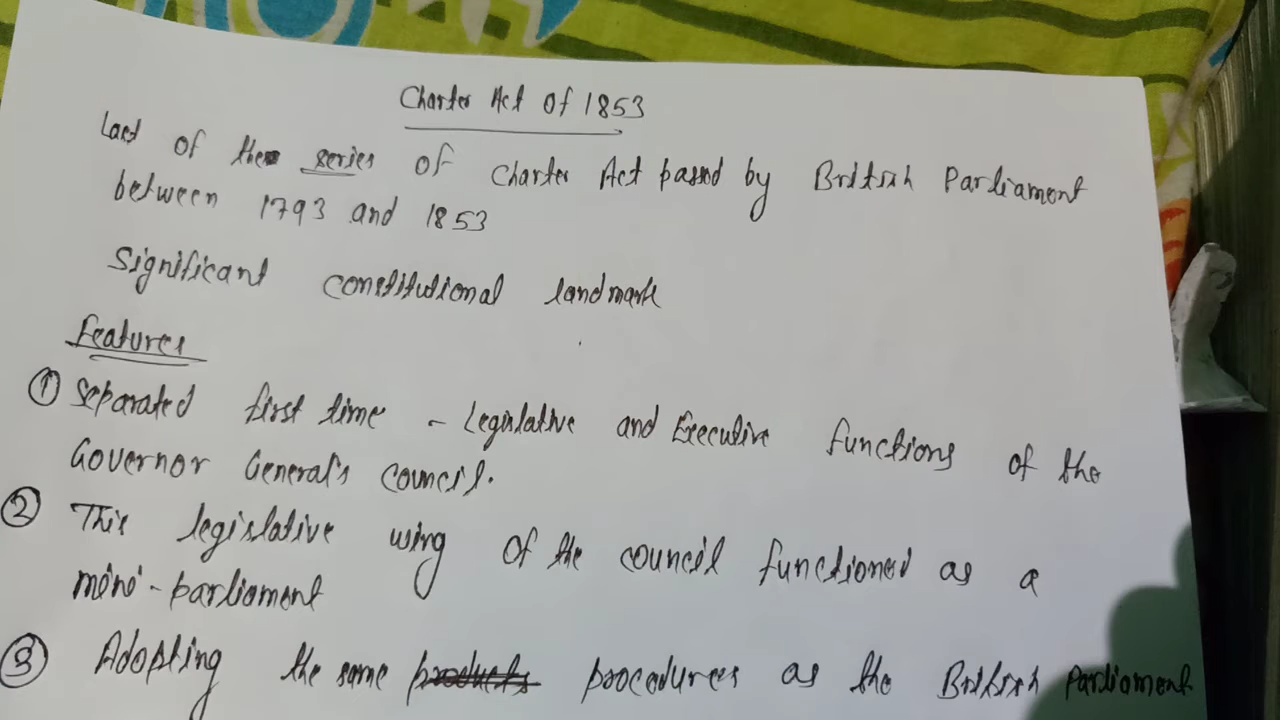 Charter Act of 1853
Last of the series of Charter Act passed by British Parliament
between 1793 and 1853
Significant constitutional landmark
Features
① Separated first time - Legislative and Executive functions of the
Governor General's council.
② This legislative wing of the council functioned as a
mini-parliament
③ Adopting the same products procedures as the British Parliament